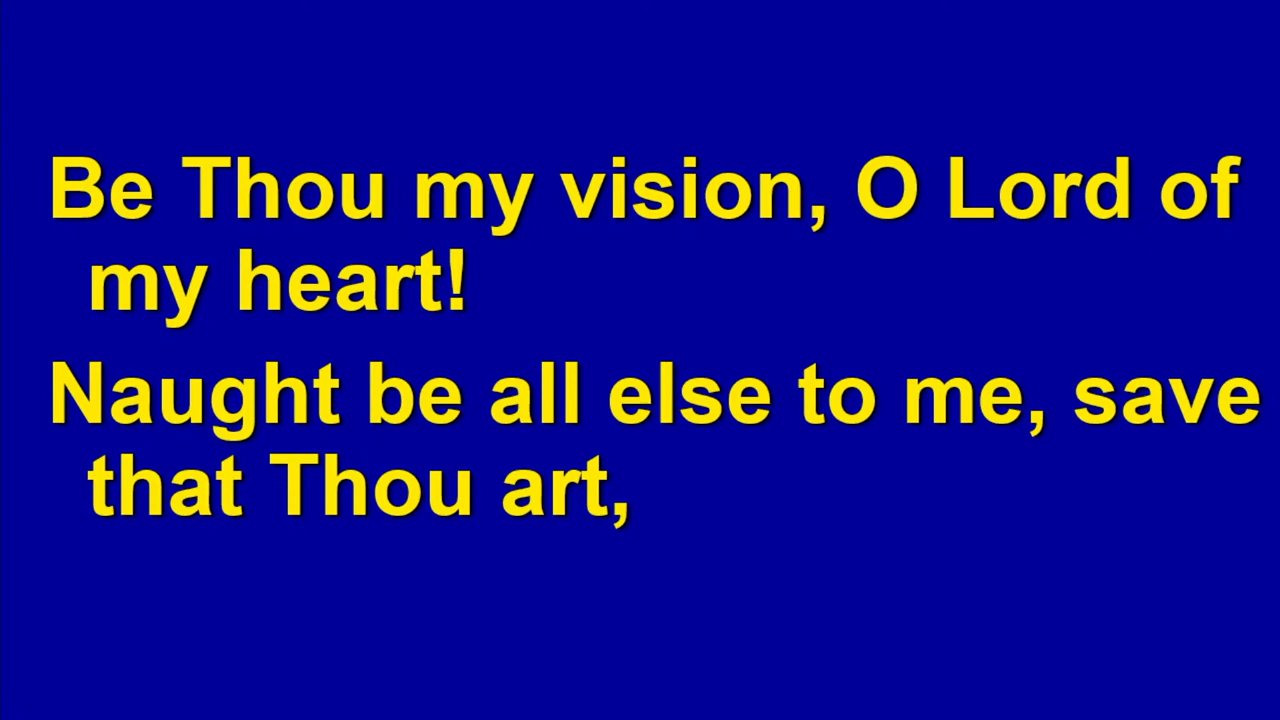 Be Thou my vision, O Lord of
my heart!
Naught be all else to me, save
that Thou art,